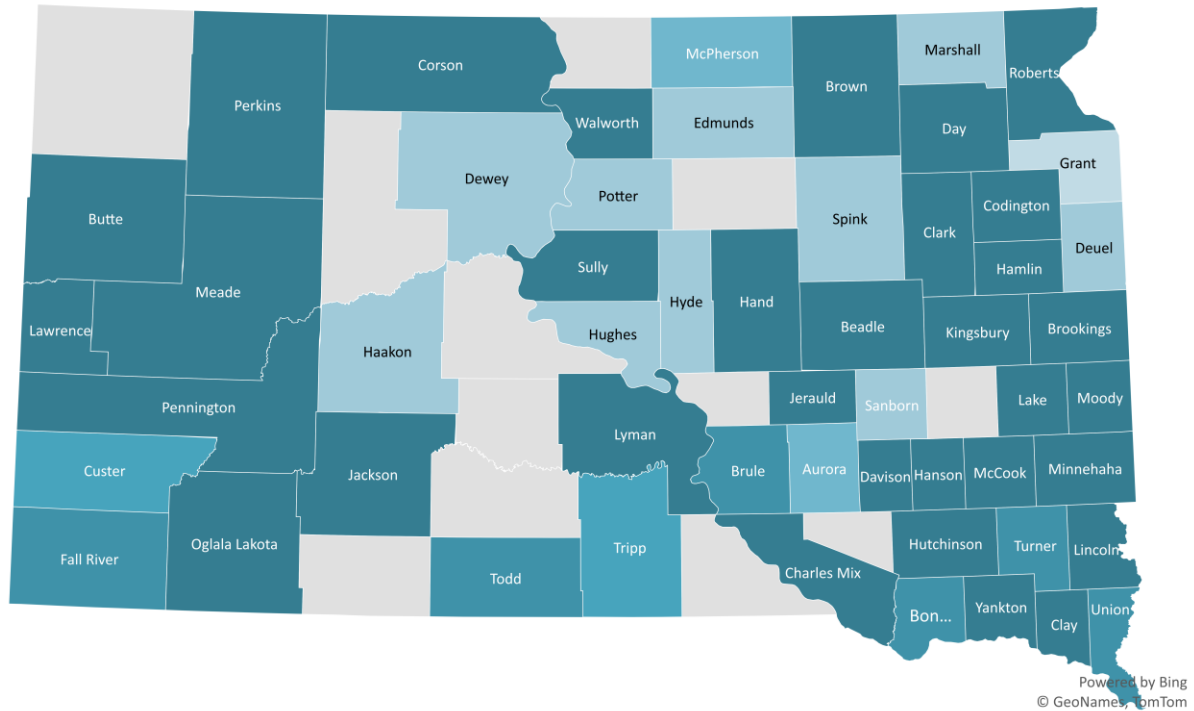 Corson
McPherson
Marshall
Roberts
Perkins
Brown
Walworth
Edmunds
Day
Grant
Dewey
Potter
Codington
Butte
Spink
Clark
Deuel
Sully
Hamlin
Meade
Hyde
Hand
Lawrence
Hughes
Beadle
Kingsbury
Brookings
Haakon
Pennington
Jerauld
Sanborn
Lake
Moody
Lyman
Custer
Jackson
Brule
Aurora
Davison
Hanson
McCook
Minnehaha
Fall River
Oglala Lakota
Tripp
Hutchinson
Turner
Lincoln
Todd
Charles Mix
Bon...
Yankton
Union
Clay
Powered by Bing
© GeoNames, TomTom